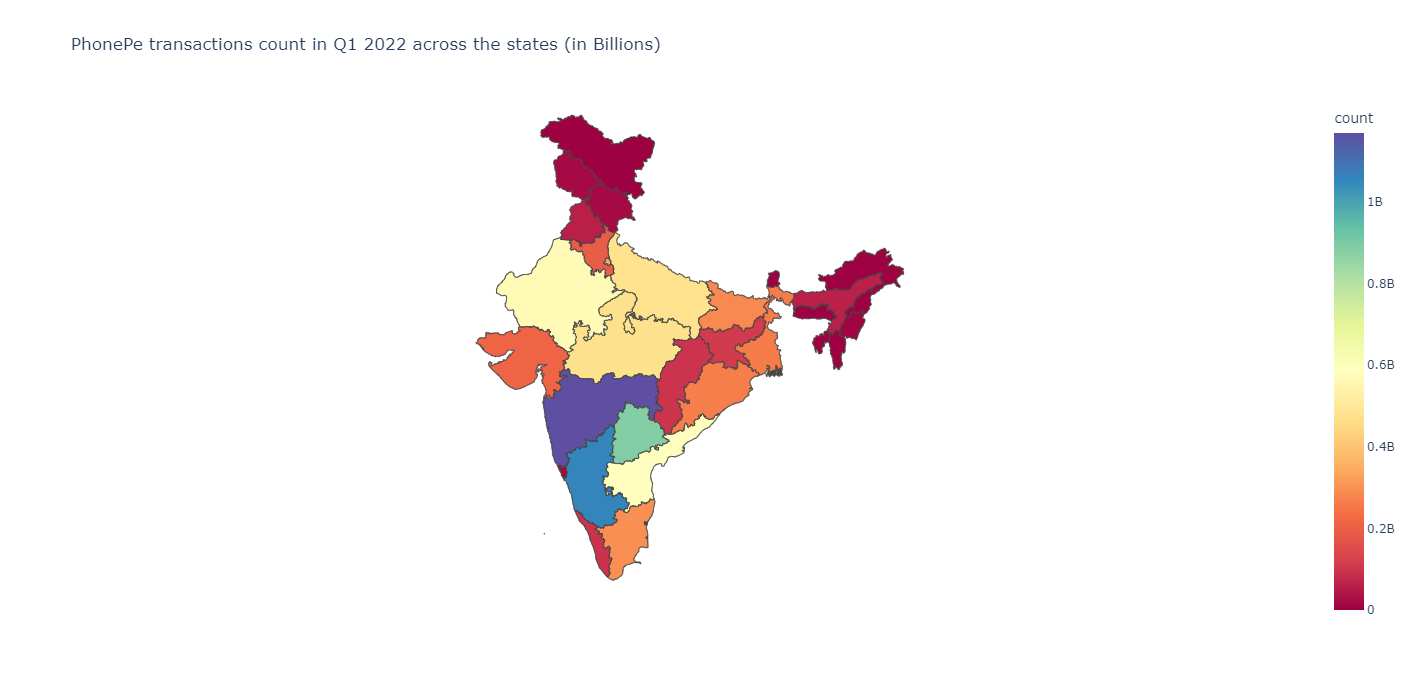 PhonePe transactions count in Q1 2022 across the states (in Billions)
count
1B
0.8B
0.6B
0.4B
0.2B
0